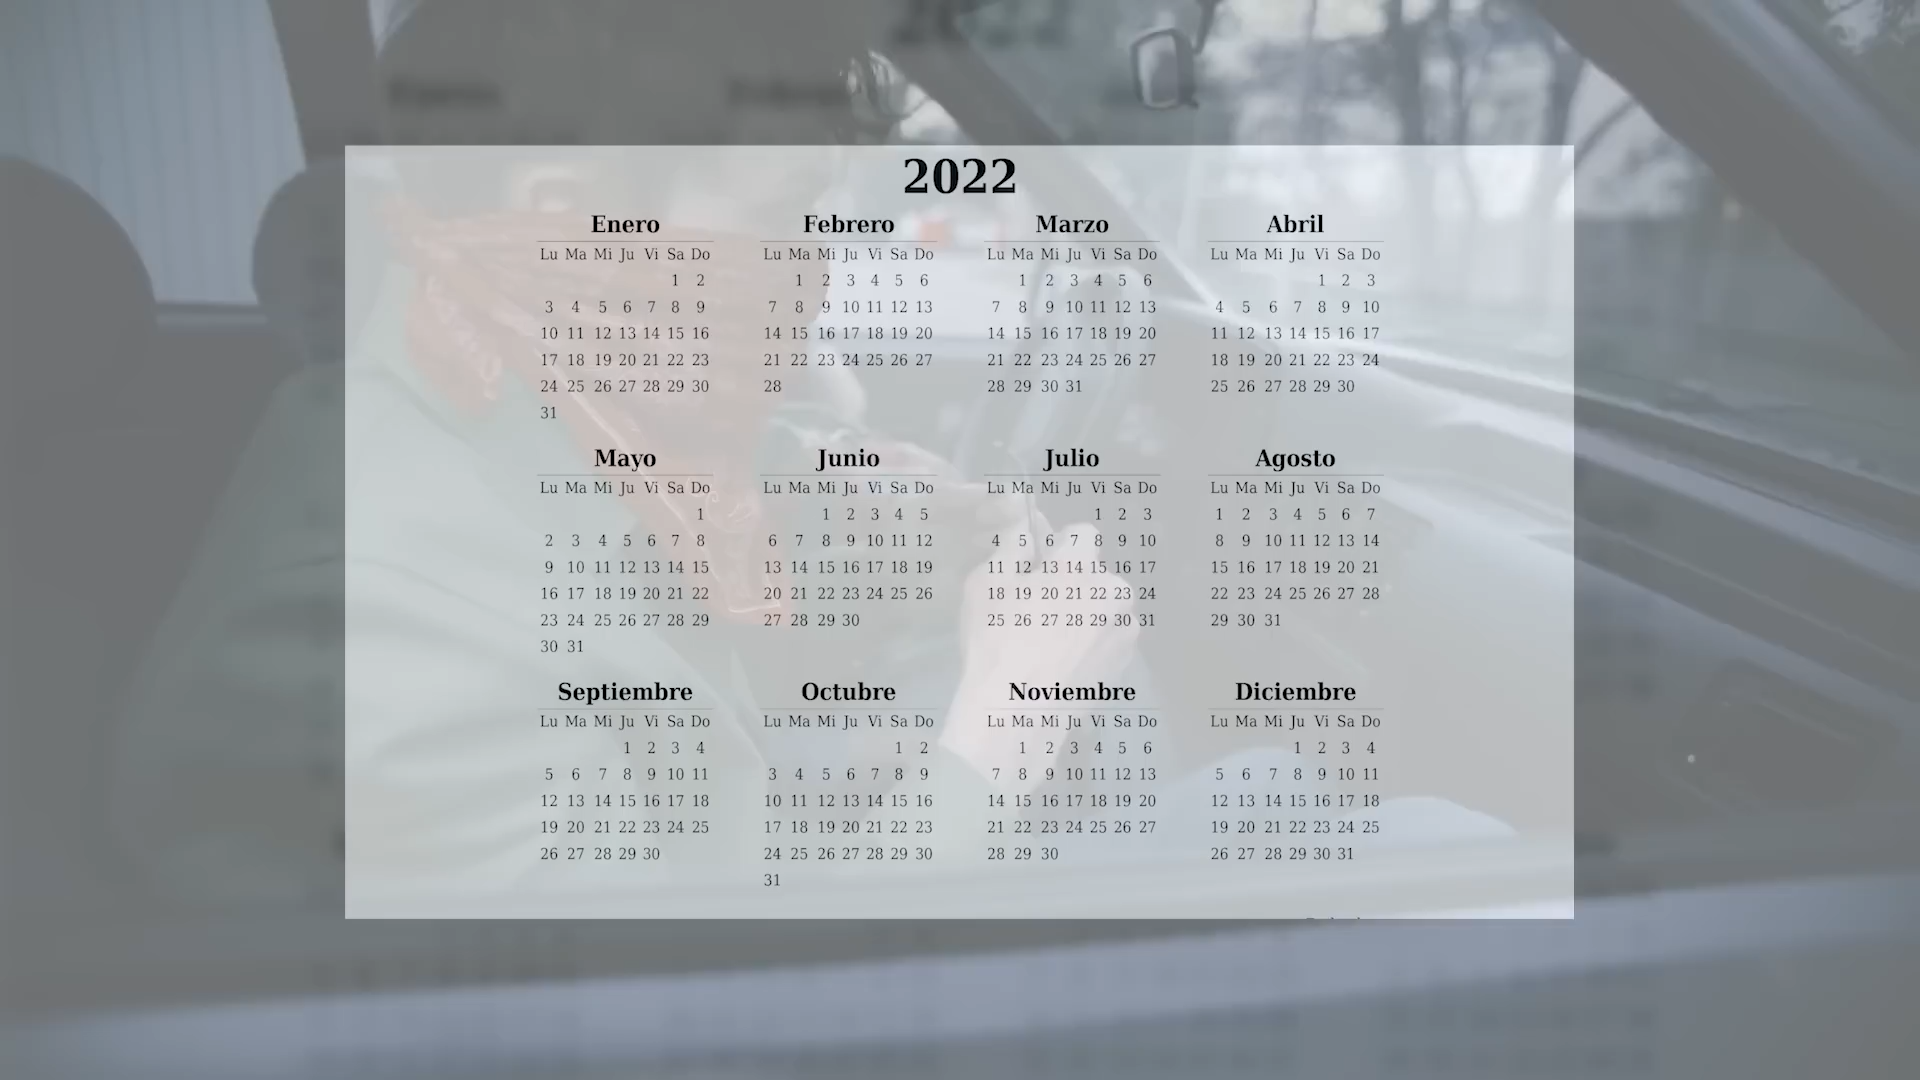 2022
Enero Febrero Marzo Abril
Lu Ma Mi Ju Vi Sa Do Lu Ma Mi Ju Vi Sa Do Lu Ma Mi Ju Vi Sa Do Lu Ma Mi Ju Vi Sa Do
1 2 1 2 3 4 5 6 1 2 3 4 5 6 1 2 3
3 4 5 6 7 8 9 7 8 9 10 11 12 13 7 8 9 10 11 12 13 4 5 6 7 8 9 10
10 11 12 13 14 15 16 14 15 16 17 18 19 20 14 15 16 17 18 19 20 11 12 13 14 15 16 17
17 18 19 20 21 22 23 21 22 23 24 25 26 27 21 22 23 24 25 26 27 18 19 20 21 22 23 24
24 25 26 27 28 29 30 28 28 29 30 31 25 26 27 28 29 30
31
Mayo Junio Julio Agosto
Lu Ma Mi Ju Vi Sa Do Lu Ma Mi Ju Vi Sa Do Lu Ma Mi Ju Vi Sa Do Lu Ma Mi Ju Vi Sa Do
1 1 2 3 4 5 1 2 3 1 2 3 4 5 6 7
2 3 4 5 6 7 8 6 7 8 9 10 11 12 4 5 6 7 8 9 10 8 9 10 11 12 13 14
9 10 11 12 13 14 15 13 14 15 16 17 18 19 11 12 13 14 15 16 17 15 16 17 18 19 20 21
16 17 18 19 20 21 22 20 21 22 23 24 25 26 18 19 20 21 22 23 24 22 23 24 25 26 27 28
23 24 25 26 27 28 29 27 28 29 30 25 26 27 28 29 30 31 29 30 31
30 31
Septiembre Octubre Noviembre Diciembre
Lu Ma Mi Ju Vi Sa Do Lu Ma Mi Ju Vi Sa Do Lu Ma Mi Ju Vi Sa Do Lu Ma Mi Ju Vi Sa Do
1 2 3 4 1 2 1 2 3 4 5 6 1 2 3 4
5 6 7 8 9 10 11 3 4 5 6 7 8 9 7 8 9 10 11 12 13 5 6 7 8 9 10 11
12 13 14 15 16 17 18 10 11 12 13 14 15 16 14 15 16 17 18 19 20 12 13 14 15 16 17 18
19 20 21 22 23 24 25 17 18 19 20 21 22 23 21 22 23 24 25 26 27 19 20 21 22 23 24 25
26 27 28 29 30 24 25 26 27 28 29 30 28 29 30 26 27 28 29 30 31
31